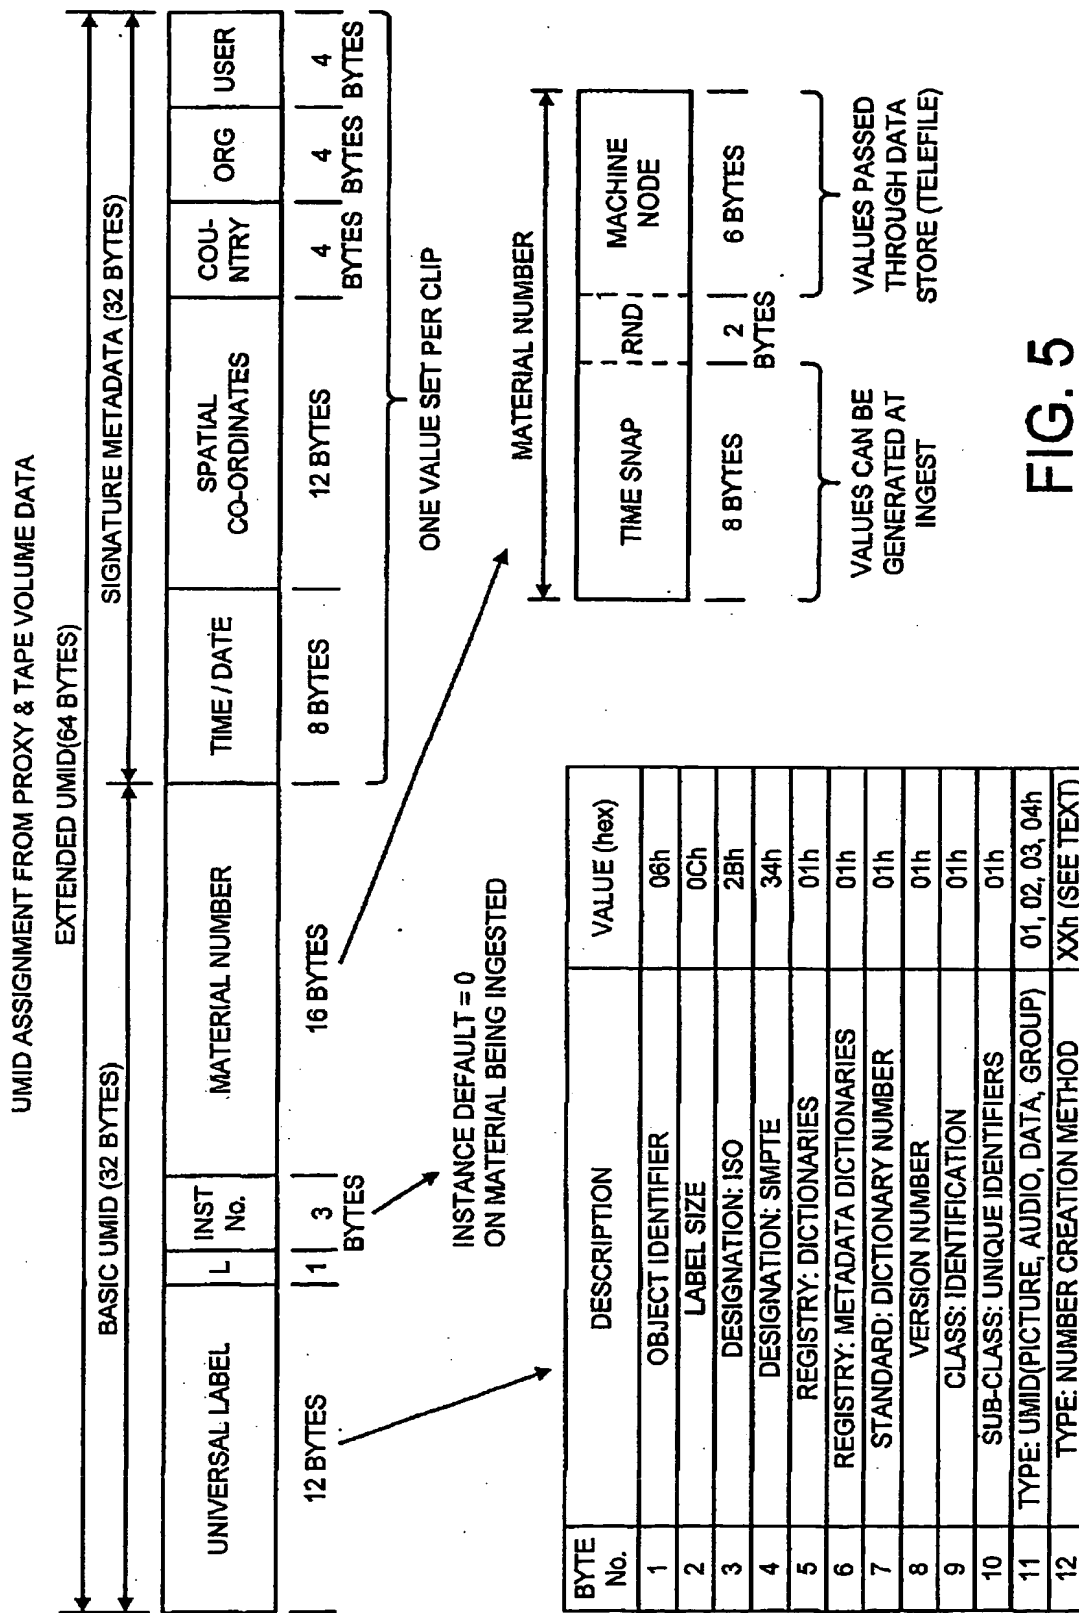 UMID ASSIGNMENT FROM PROXY & TAPE VOLUME DATA
EXTENDED UMID(64 BYTES)
BASIC UMID (32 BYTES)
SIGNATURE METADATA (32 BYTES)
UNIVERSAL LABEL
L
INST
No.
MATERIAL NUMBER
TIME / DATE
SPATIAL
CO-ORDINATES
COU-
NTRY
ORG
USER
12 BYTES
1
3
BYTES
16 BYTES
8 BYTES
12 BYTES
4
BYTES
4
BYTES
4
BYTES
INSTANCE DEFAULT = 0
ON MATERIAL BEING INGESTED
ONE VALUE SET PER CLIP
MATERIAL NUMBER
TIME SNAP
RND
MACHINE
NODE
8 BYTES
2
BYTES
6 BYTES
VALUES CAN BE
GENERATED AT
INGEST
VALUES PASSED
THROUGH DATA
STORE (TELEFILE)
BYTE
No.
DESCRIPTION
VALUE (hex)
1 OBJECT IDENTIFIER 06h
2 LABEL SIZE 0Ch
3 DESIGNATION: ISO 2Bh
4 DESIGNATION: SMPTE 34h
5 REGISTRY: DICTIONARIES 01h
6 REGISTRY: METADATA DICTIONARIES 01h
7 STANDARD: DICTIONARY NUMBER 01h
8 VERSION NUMBER 01h
9 CLASS: IDENTIFICATION 01h
10 SUB-CLASS: UNIQUE IDENTIFIERS 01h
11 TYPE: UMID(PICTURE, AUDIO, DATA, GROUP) 01, 02, 03, 04h
12 TYPE: NUMBER CREATION METHOD XXh (SEE TEXT)
FIG. 5